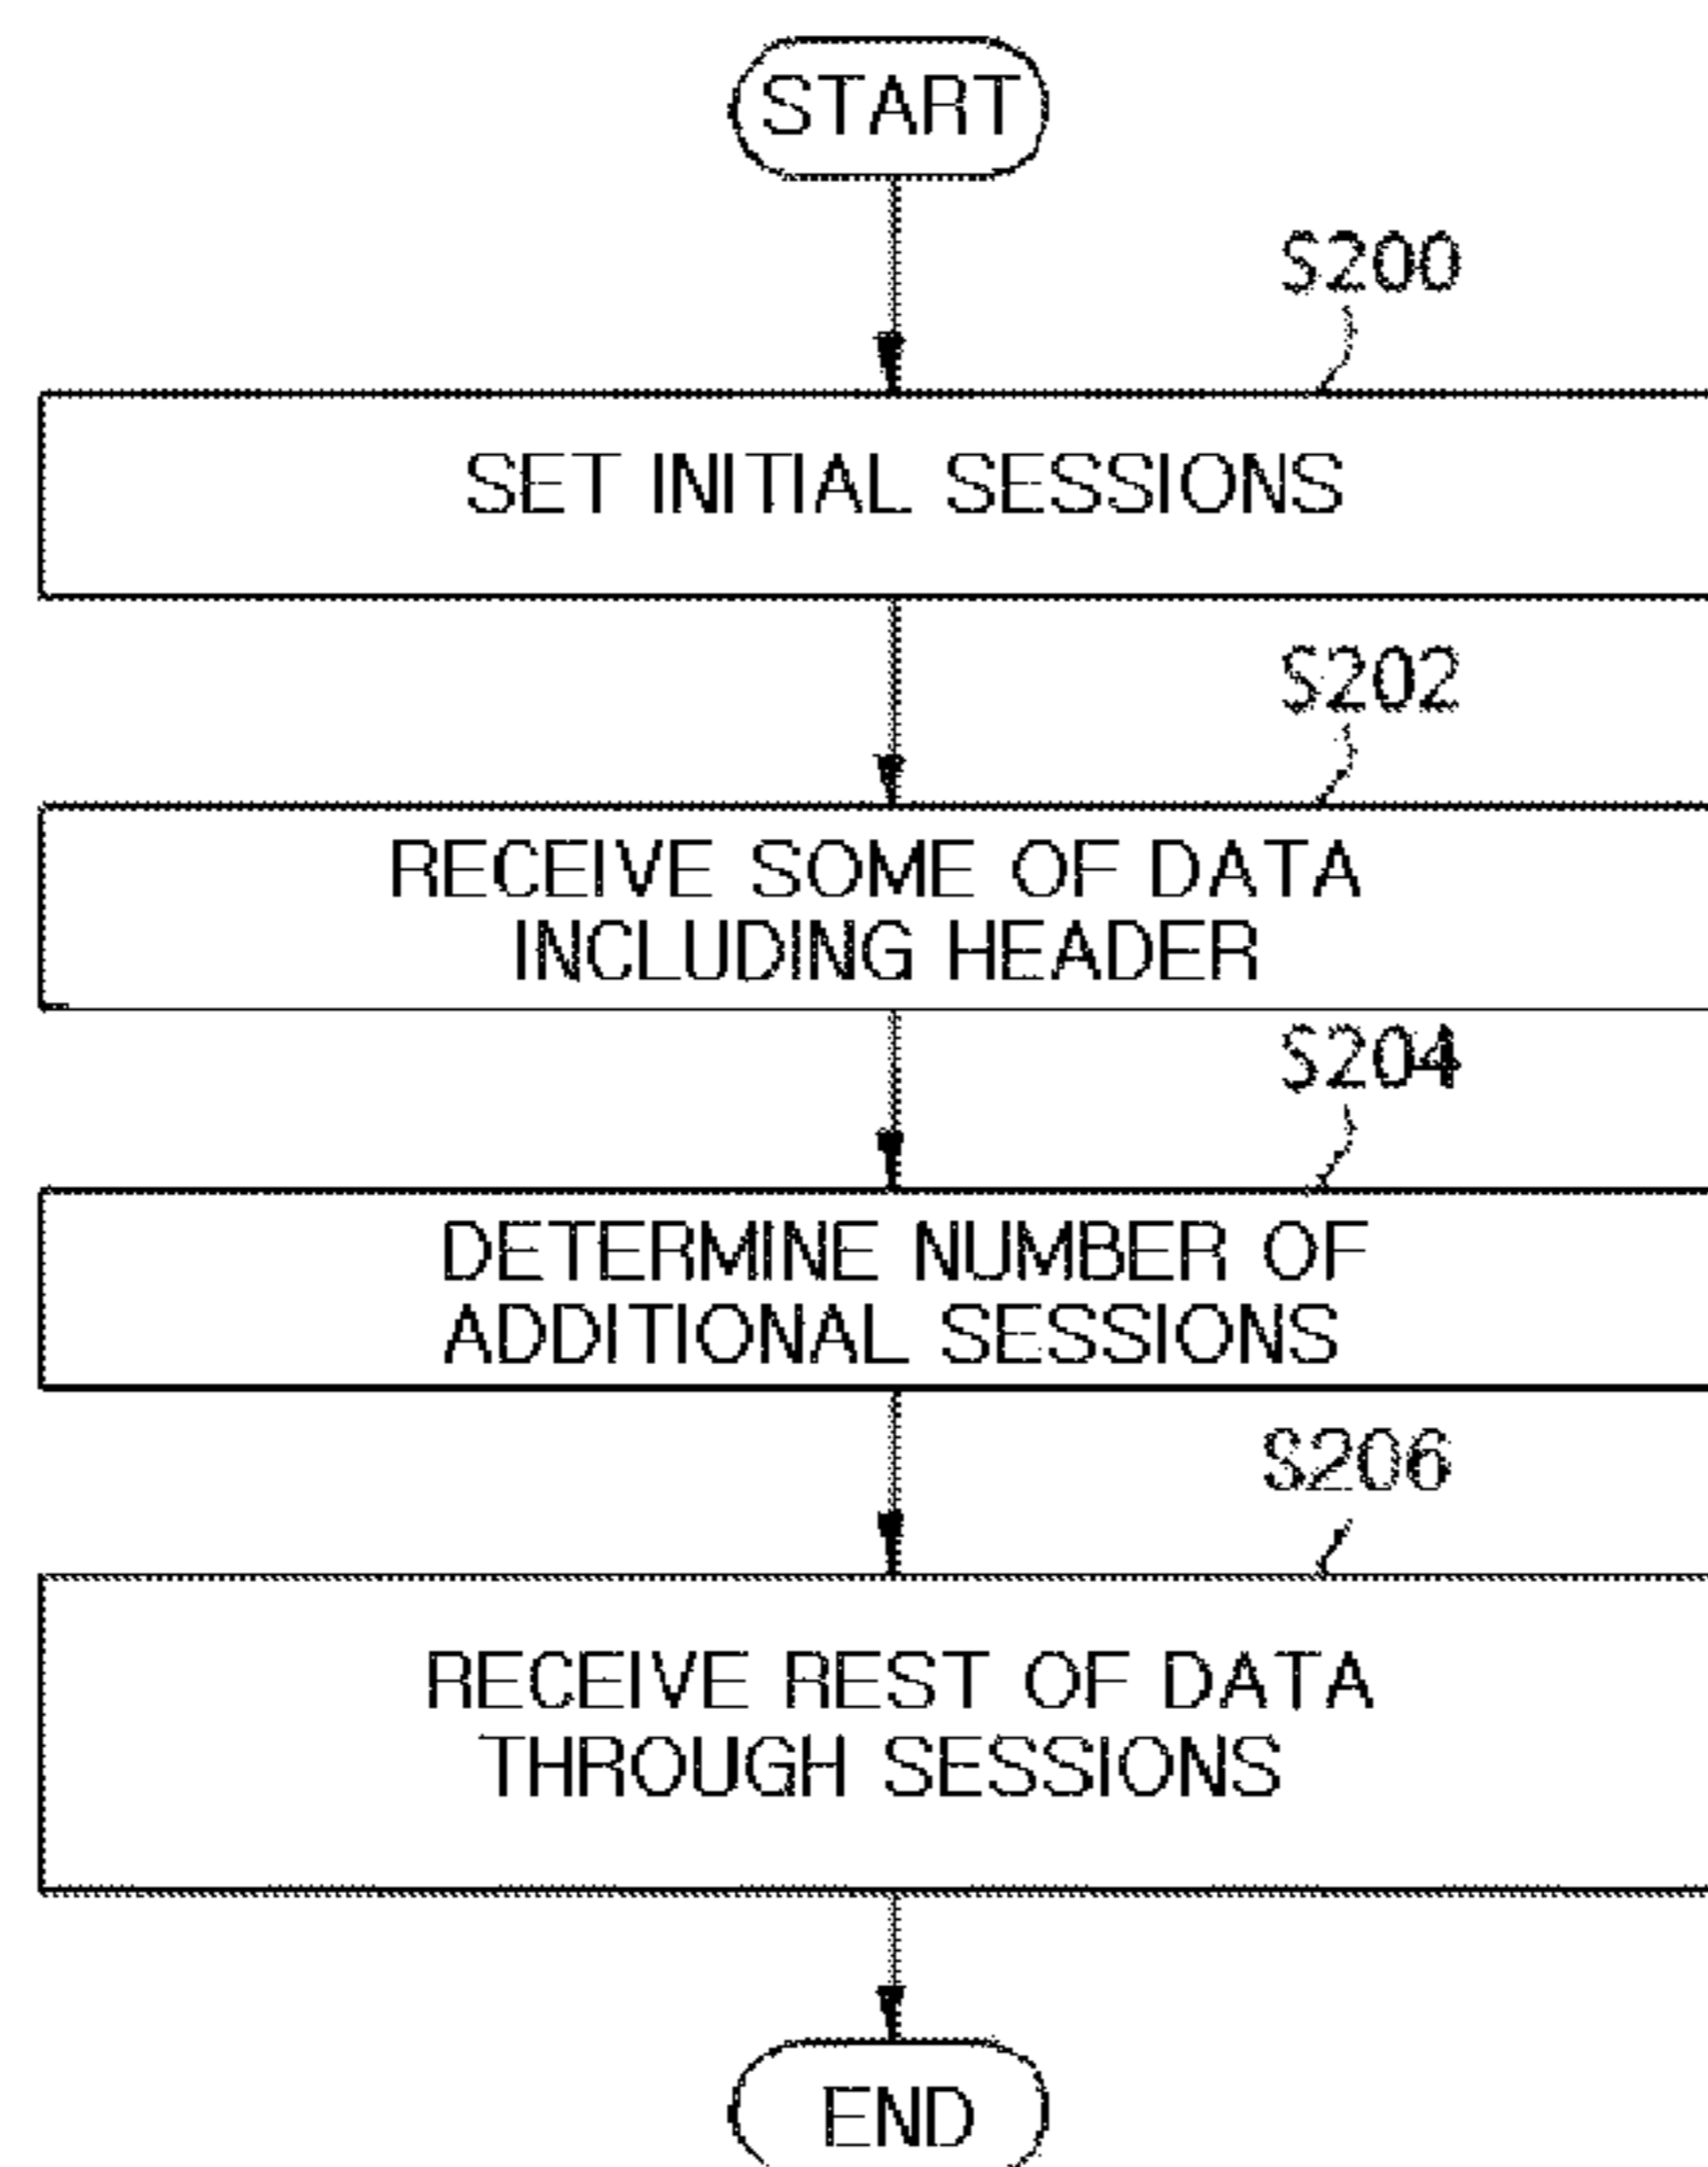 START
S200
SET INITIAL SESSIONS
S202
RECEIVE SOME OF DATA
INCLUDING HEADER
S204
DETERMINE NUMBER OF
ADDITIONAL SESSIONS
S206
RECEIVE REST OF DATA
THROUGH SESSIONS
END